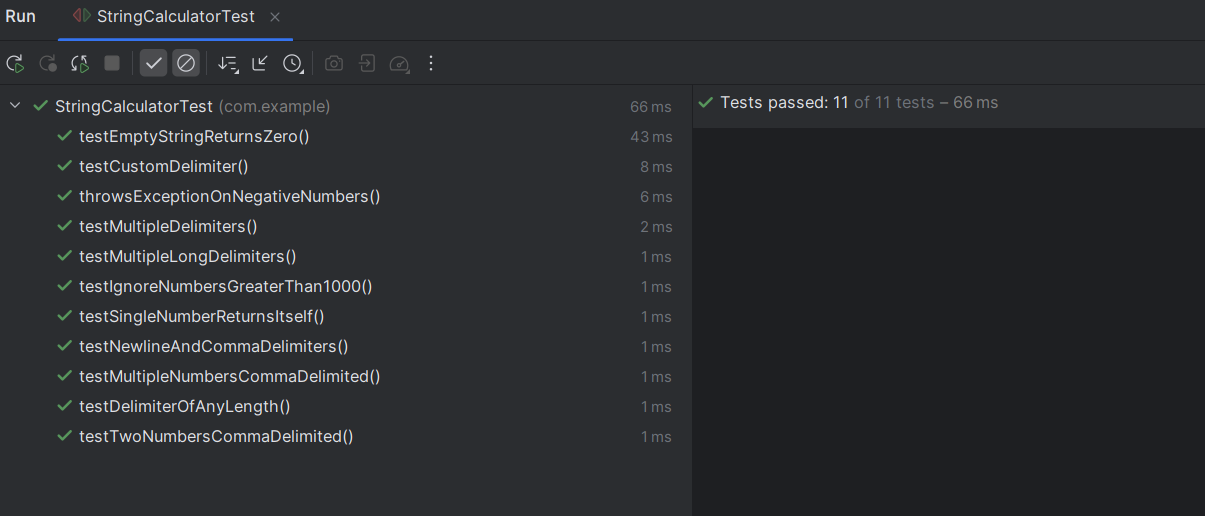 Run StringCalculatorTest
StringCalculatorTest (com.example) 66 ms
testEmptyStringReturnsZero() 43 ms
testCustomDelimiter() 8 ms
throwsExceptionOnNegativeNumbers() 6 ms
testMultipleDelimiters() 2 ms
testMultipleLongDelimiters() 1 ms
testIgnoreNumbersGreaterThan1000() 1 ms
testSingleNumberReturnsItself() 1 ms
testNewlineAndCommaDelimiters() 1 ms
testMultipleNumbersCommaDelimited() 1 ms
testDelimiterOfAnyLength() 1 ms
testTwoNumbersCommaDelimited() 1 ms
Tests passed: 11 of 11 tests – 66 ms